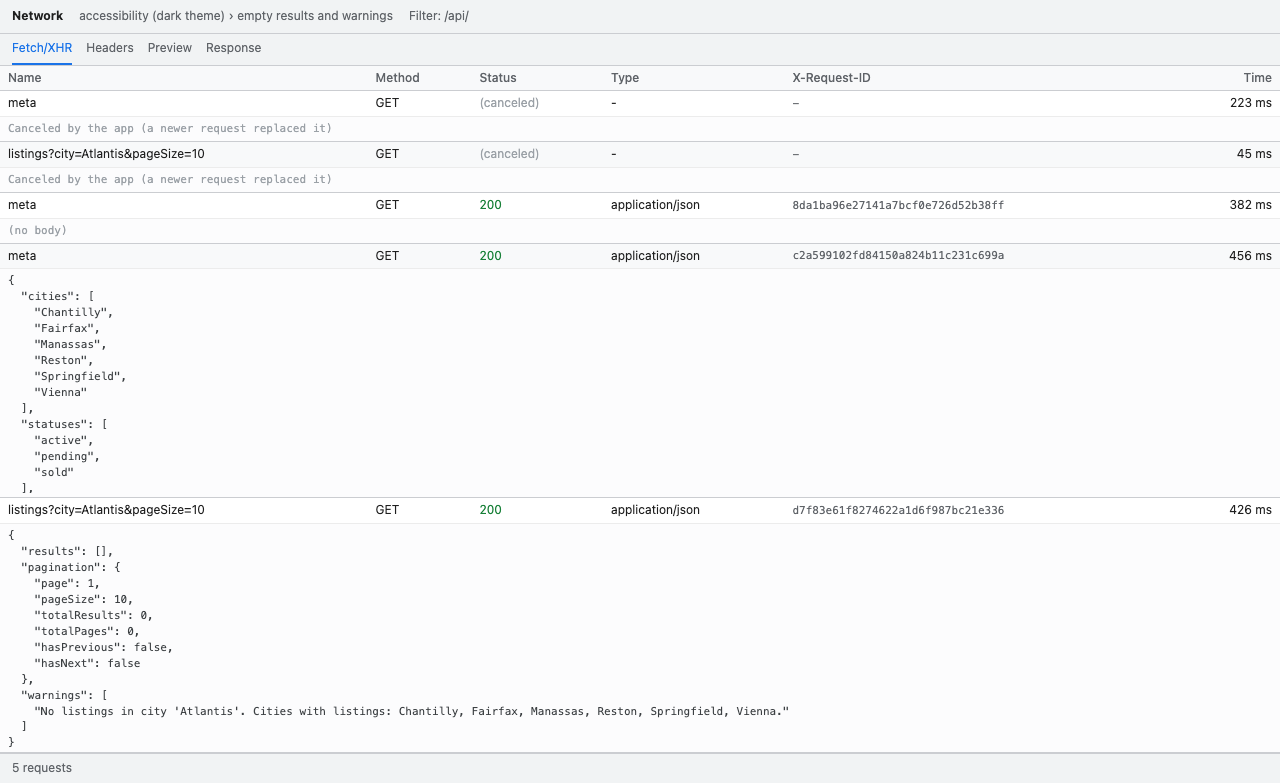 Network accessibility (dark theme) › empty results and warnings Filter: /api/
Fetch/XHR Headers Preview Response
Name Method Status Type X-Request-ID Time
meta GET (canceled) - – 223 ms
Canceled by the app (a newer request replaced it)
listings?city=Atlantis&pageSize=10 GET (canceled) - – 45 ms
Canceled by the app (a newer request replaced it)
meta GET 200 application/json 8da1ba96e27141a7bcf0e726d52b38ff 382 ms
(no body)
meta GET 200 application/json c2a599102fd84150a824b11c231c699a 456 ms
{
  "cities": [
    "Chantilly",
    "Fairfax",
    "Manassas",
    "Reston",
    "Springfield",
    "Vienna"
  ],
  "statuses": [
    "active",
    "pending",
    "sold"
  ],
listings?city=Atlantis&pageSize=10 GET 200 application/json d7f83e61f8274622a1d6f987bc21e336 426 ms
{
  "results": [],
  "pagination": {
    "page": 1,
    "pageSize": 10,
    "totalResults": 0,
    "totalPages": 0,
    "hasPrevious": false,
    "hasNext": false
  },
  "warnings": [
    "No listings in city 'Atlantis'. Cities with listings: Chantilly, Fairfax, Manassas, Reston, Springfield, Vienna."
  ]
}
5 requests